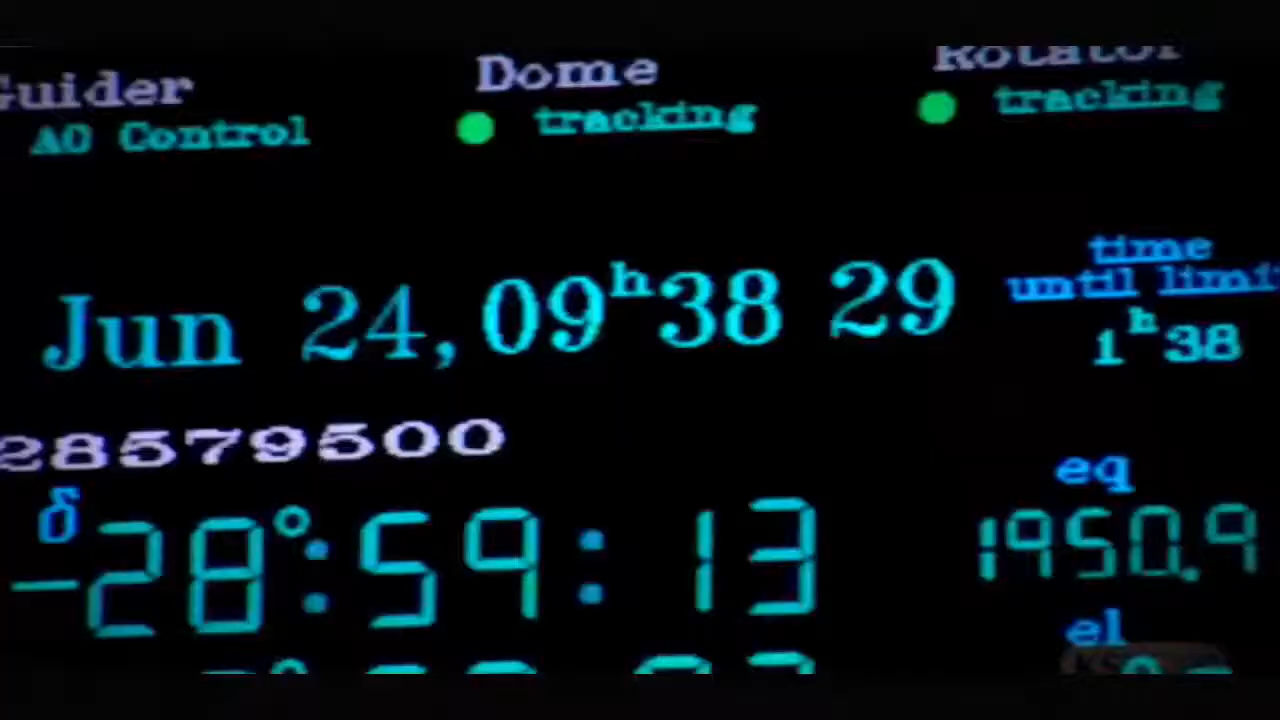 Guider Dome Rotator
AO Control tracking tracking
time
until limit
Jun 24, 09h38 29
1h38
28579500
δ eq
-28°:59:13 1950.9
el